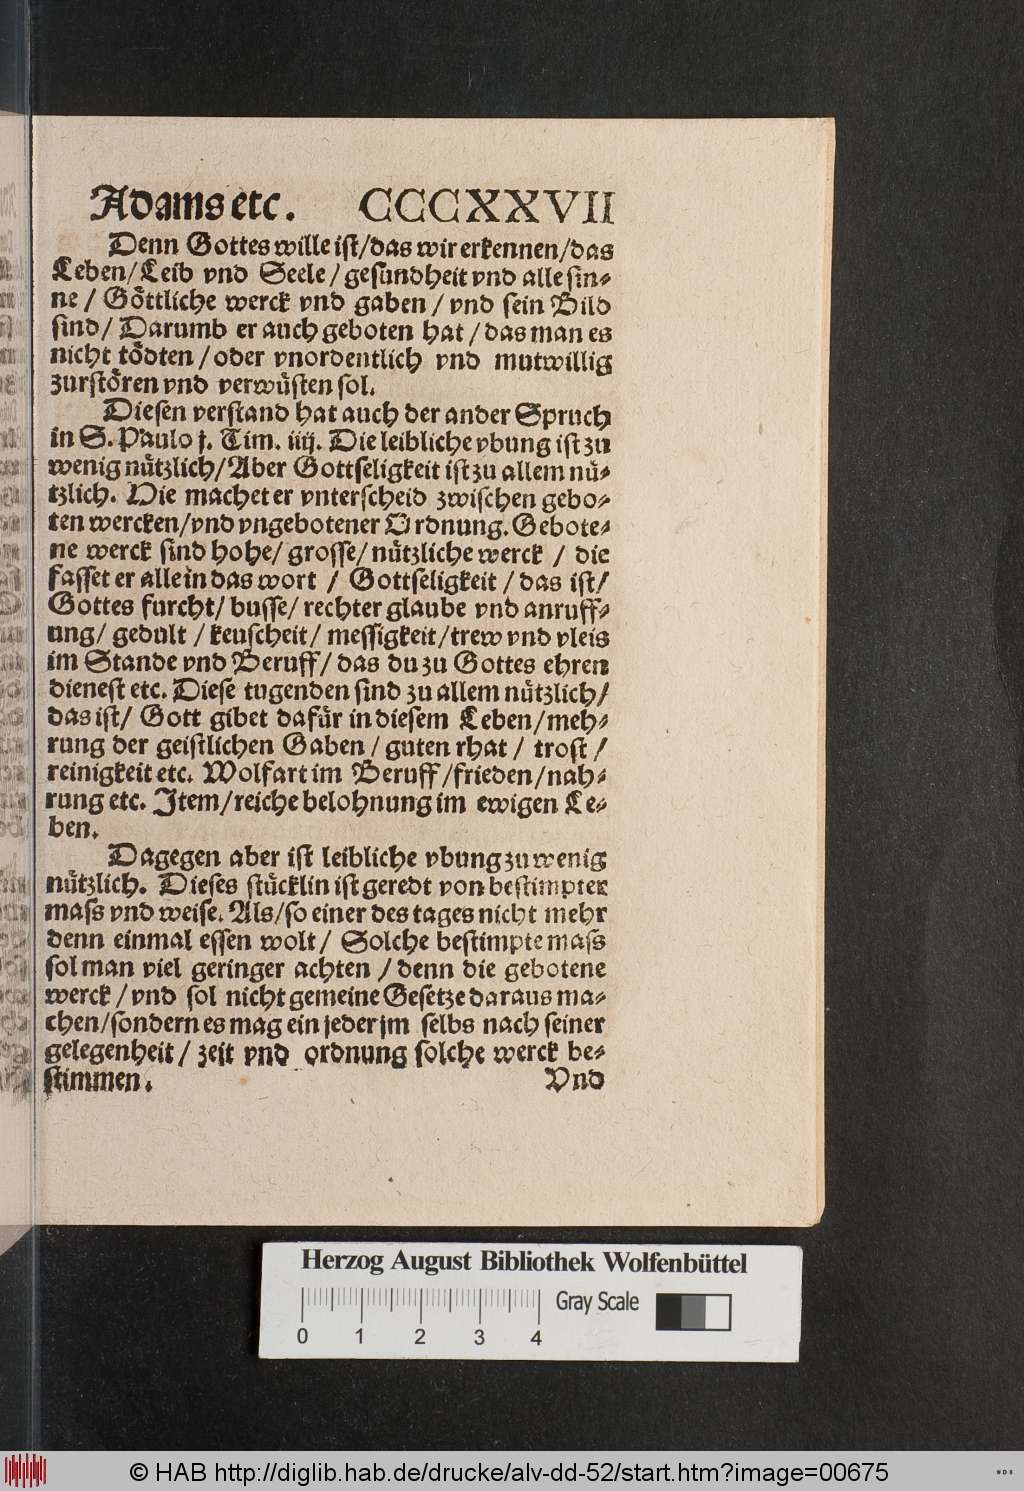 Adams etc. CCCXXVII
Denn Gottes wille ist/das wir erkennen/das
Leben/Leib vnd Seele/gesundheit vnd alle sin-
ne/Göttliche werck vnd gaben/vnd sein Bild
sind/Darumb er auch geboten hat/das man es
nicht tödten/oder vnordentlich vnd mutwillig
zurstören vnd verwüsten sol.
Diesen verstand hat auch der ander Spruch
in S. Paulo j. Tim. iiij. Die leibliche vbung ist zu
wenig nützlich/Aber Gottseligkeit ist zu allem nü-
tzlich. Hie machet er vnterscheid zwischen gebo-
ten wercken/vnd vngebotener Ordnung. Gebote-
ne werck sind hohe/grosse/nützliche werck/die
fasset er allein das wort/Gottseligkeit/das ist/
Gottes furcht/busse/rechter glaube vnd anruff-
ung/gedult/keuscheit/messigkeit/trew vnd vleis
im Stande vnd Beruff/das du zu Gottes ehren
dienest etc. Diese tugenden sind zu allem nützlich/
das ist/Gott gibet dafür in diesem Leben/meh-
rung der geistlichen Gaben/guten rhat/trost/
reinigkeit etc. Wolfart im Beruff/frieden/nah-
rung etc. Item/reiche belohnung im ewigen Le-
ben.
Dagegen aber ist leibliche vbung zu wenig
nützlich. Dieses stücklin ist geredt von bestimpter
mass vnd weise. Als/so einer des tages nicht mehr
denn einmal essen wolt/Solche bestimpte mass
sol man viel geringer achten/denn die gebotene
werck/vnd sol nicht gemeine Gesetze daraus ma-
chen/sondern es mag ein jeder jm selbs nach seiner
gelegenheit/zeit vnd ordnung solche werck be-
stimmen. Vnd
Herzog August Bibliothek Wolfenbüttel
Gray Scale
0 1 2 3 4
© HAB http://diglib.hab.de/drucke/alv-dd-52/start.htm?image=00675